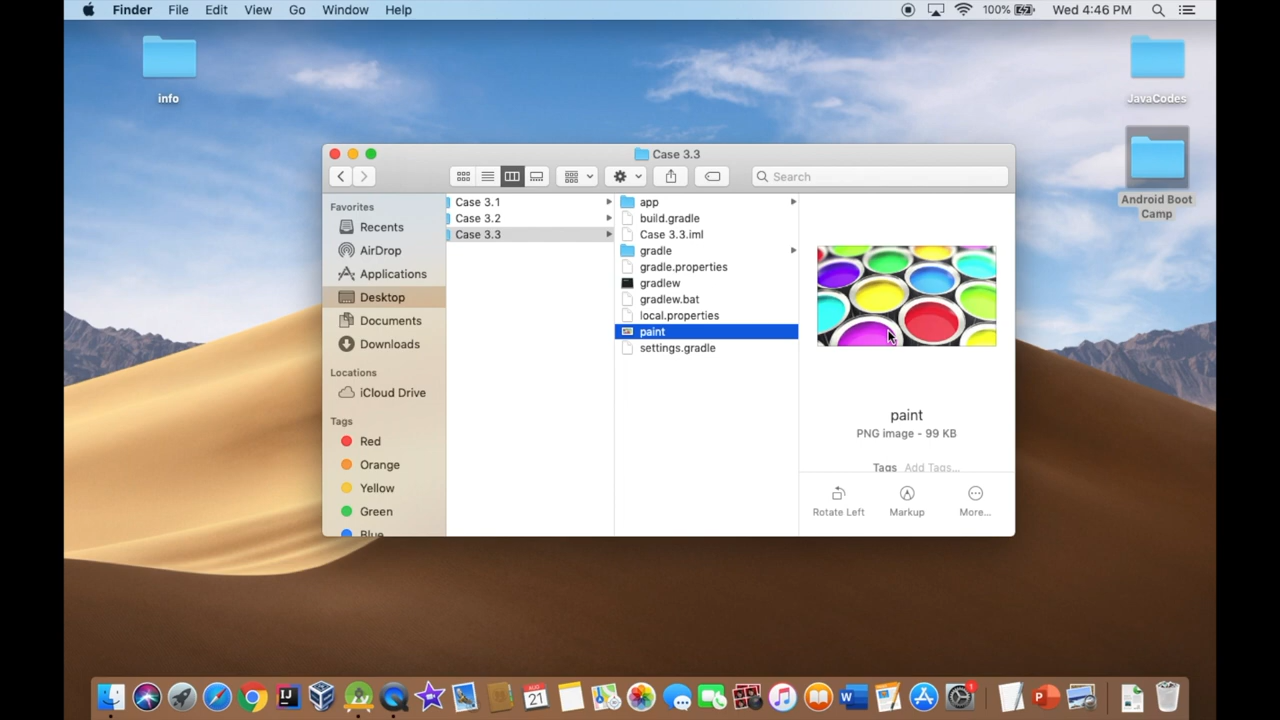 Finder File Edit View Go Window Help 100% Wed 4:46 PM
info
JavaCodes
Android Boot
Camp
Case 3.3
Search
Favorites
Recents
AirDrop
Applications
Desktop
Documents
Downloads
Locations
iCloud Drive
Tags
Red
Orange
Yellow
Green
Blue
Case 3.1
Case 3.2
Case 3.3
app
build.gradle
Case 3.3.iml
gradle
gradle.properties
gradlew
gradlew.bat
local.properties
paint
settings.gradle
paint
PNG image - 99 KB
Tags Add Tags...
Rotate Left Markup More...
IJ
AUG
21
W
P
1